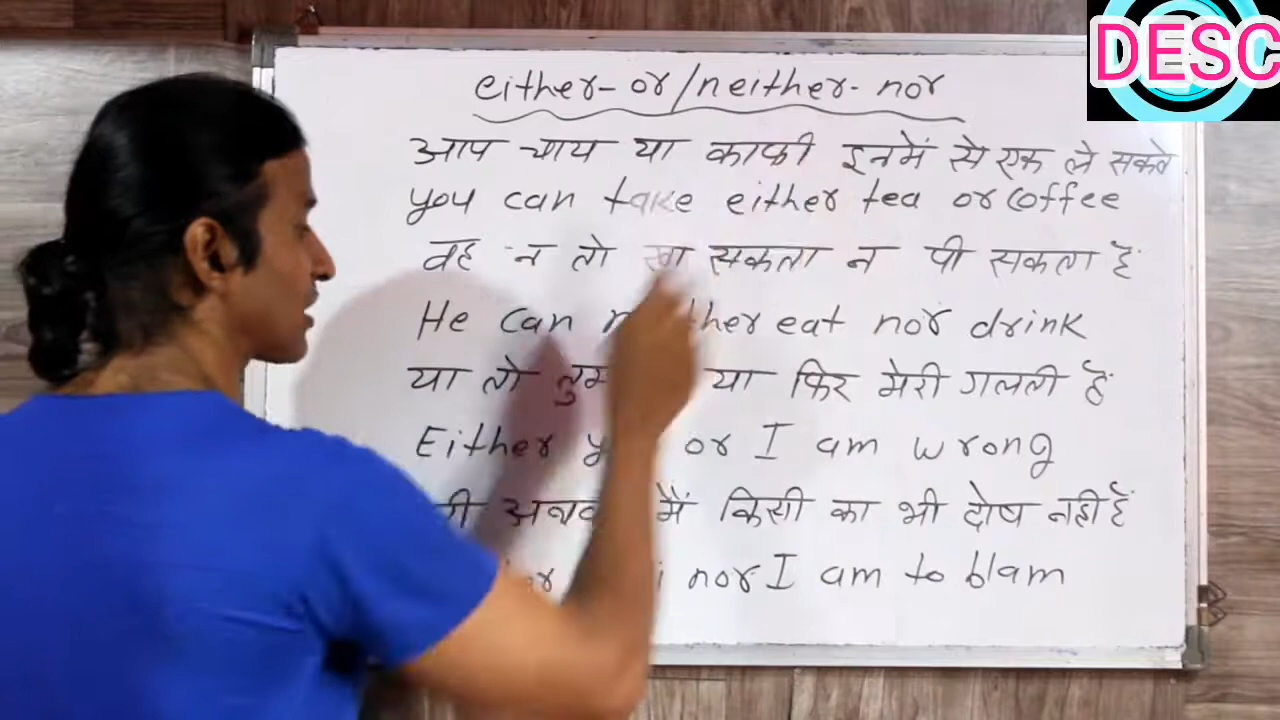 DESC
either-or/neither-nor
आप चाय या काफी इनमें से एक ले सकते
you can take either tea or coffee
वह न तो खा सकता न पी सकता हैं
He can eat nor drink
या तो या फिर मेरी गलती हैं
Either or I am wrong
मैं किसी का भी दोष नही हैं
nor I am to blam